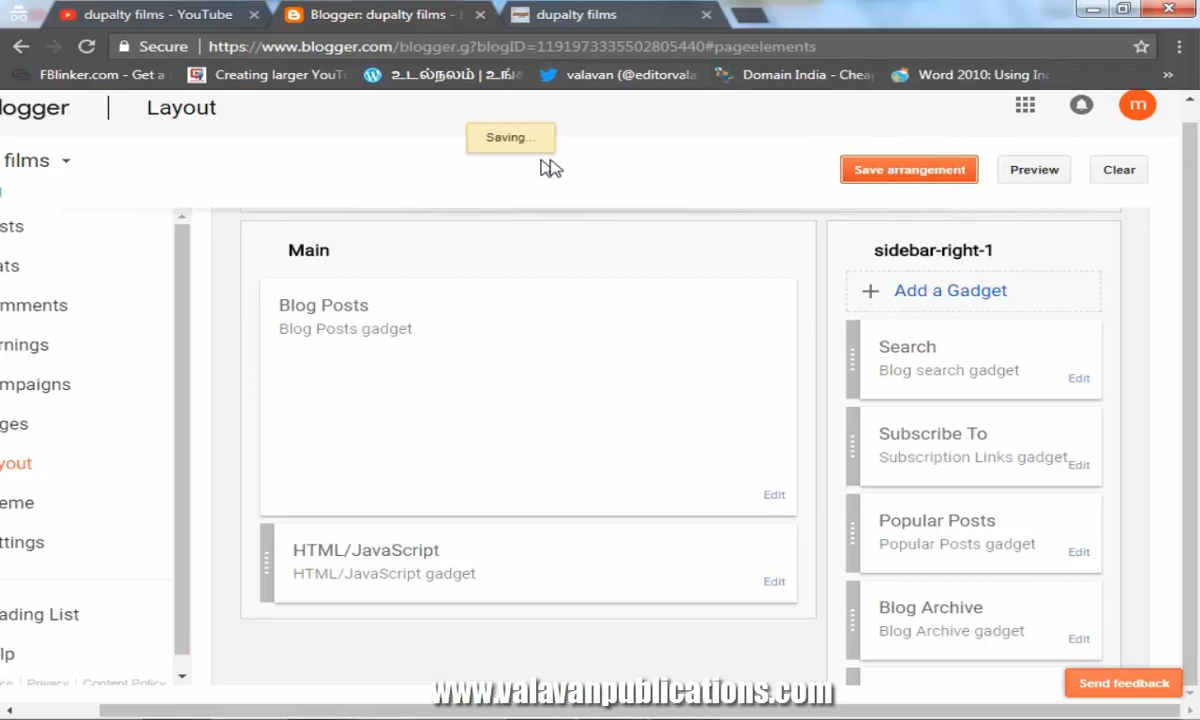 dupalty films - YouTube
Blogger: dupalty films - L
dupalty films
Secure
https://www.blogger.com/blogger.g?blogID=1191973335502805440#pageelements
FBlinker.com - Get a
Creating larger YouT
உடல்நலம் | உங்
valavan (@editorvala
Domain India - Chea
Word 2010: Using In
»
logger
Layout
m
Saving...
films
Save arrangement
Preview
Clear
sts
ats
mments
rnings
mpaigns
ges
yout
eme
ttings
ading List
lp
ce | Privacy | Content Policy
Main
Blog Posts
Blog Posts gadget
Edit
HTML/JavaScript
HTML/JavaScript gadget
Edit
sidebar-right-1
+ Add a Gadget
Search
Blog search gadget
Edit
Subscribe To
Subscription Links gadget
Edit
Popular Posts
Popular Posts gadget
Edit
Blog Archive
Blog Archive gadget
Edit
Send feedback
www.valavanpublications.com